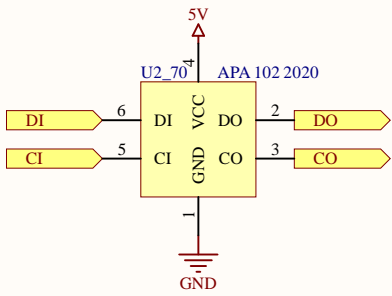 5V
4
U2_70 APA 102 2020
DI 6 DI VCC DO 2 DO
CI 5 CI GND CO 3 CO
1
GND